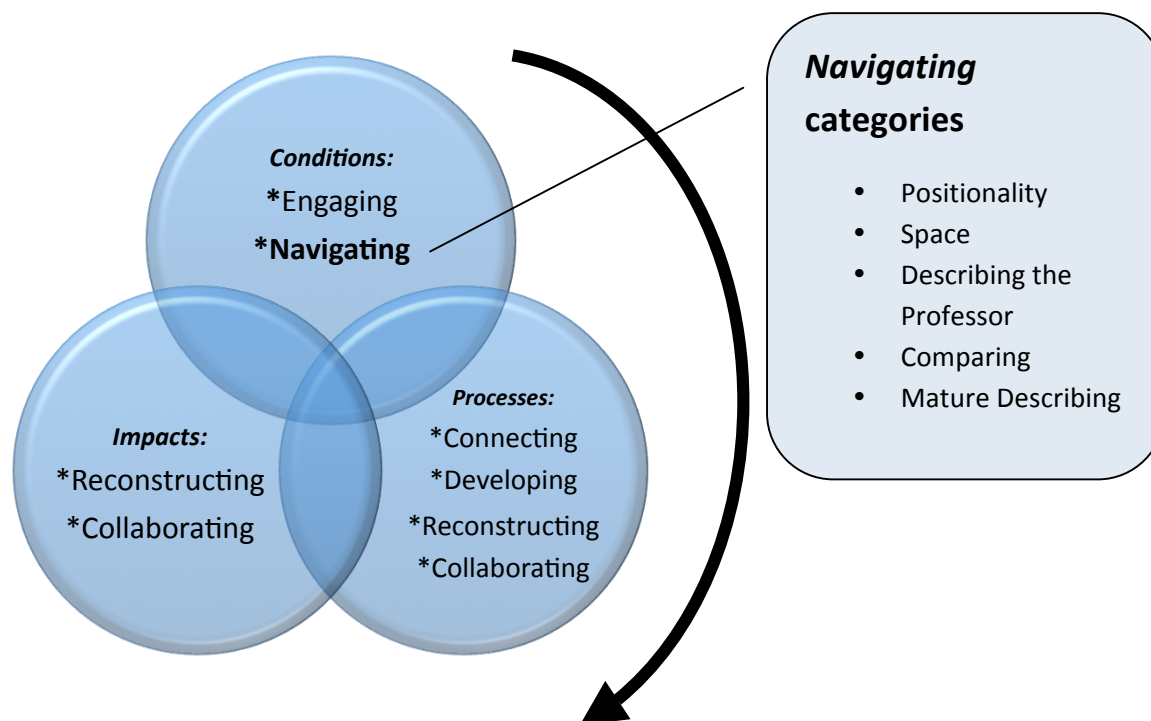 Conditions:
*Engaging
*Navigating
Processes:
*Connecting
*Developing
*Reconstructing
*Collaborating
Impacts:
*Reconstructing
*Collaborating
Navigating
categories
• Positionality
• Space
• Describing the
Professor
• Comparing
• Mature Describing